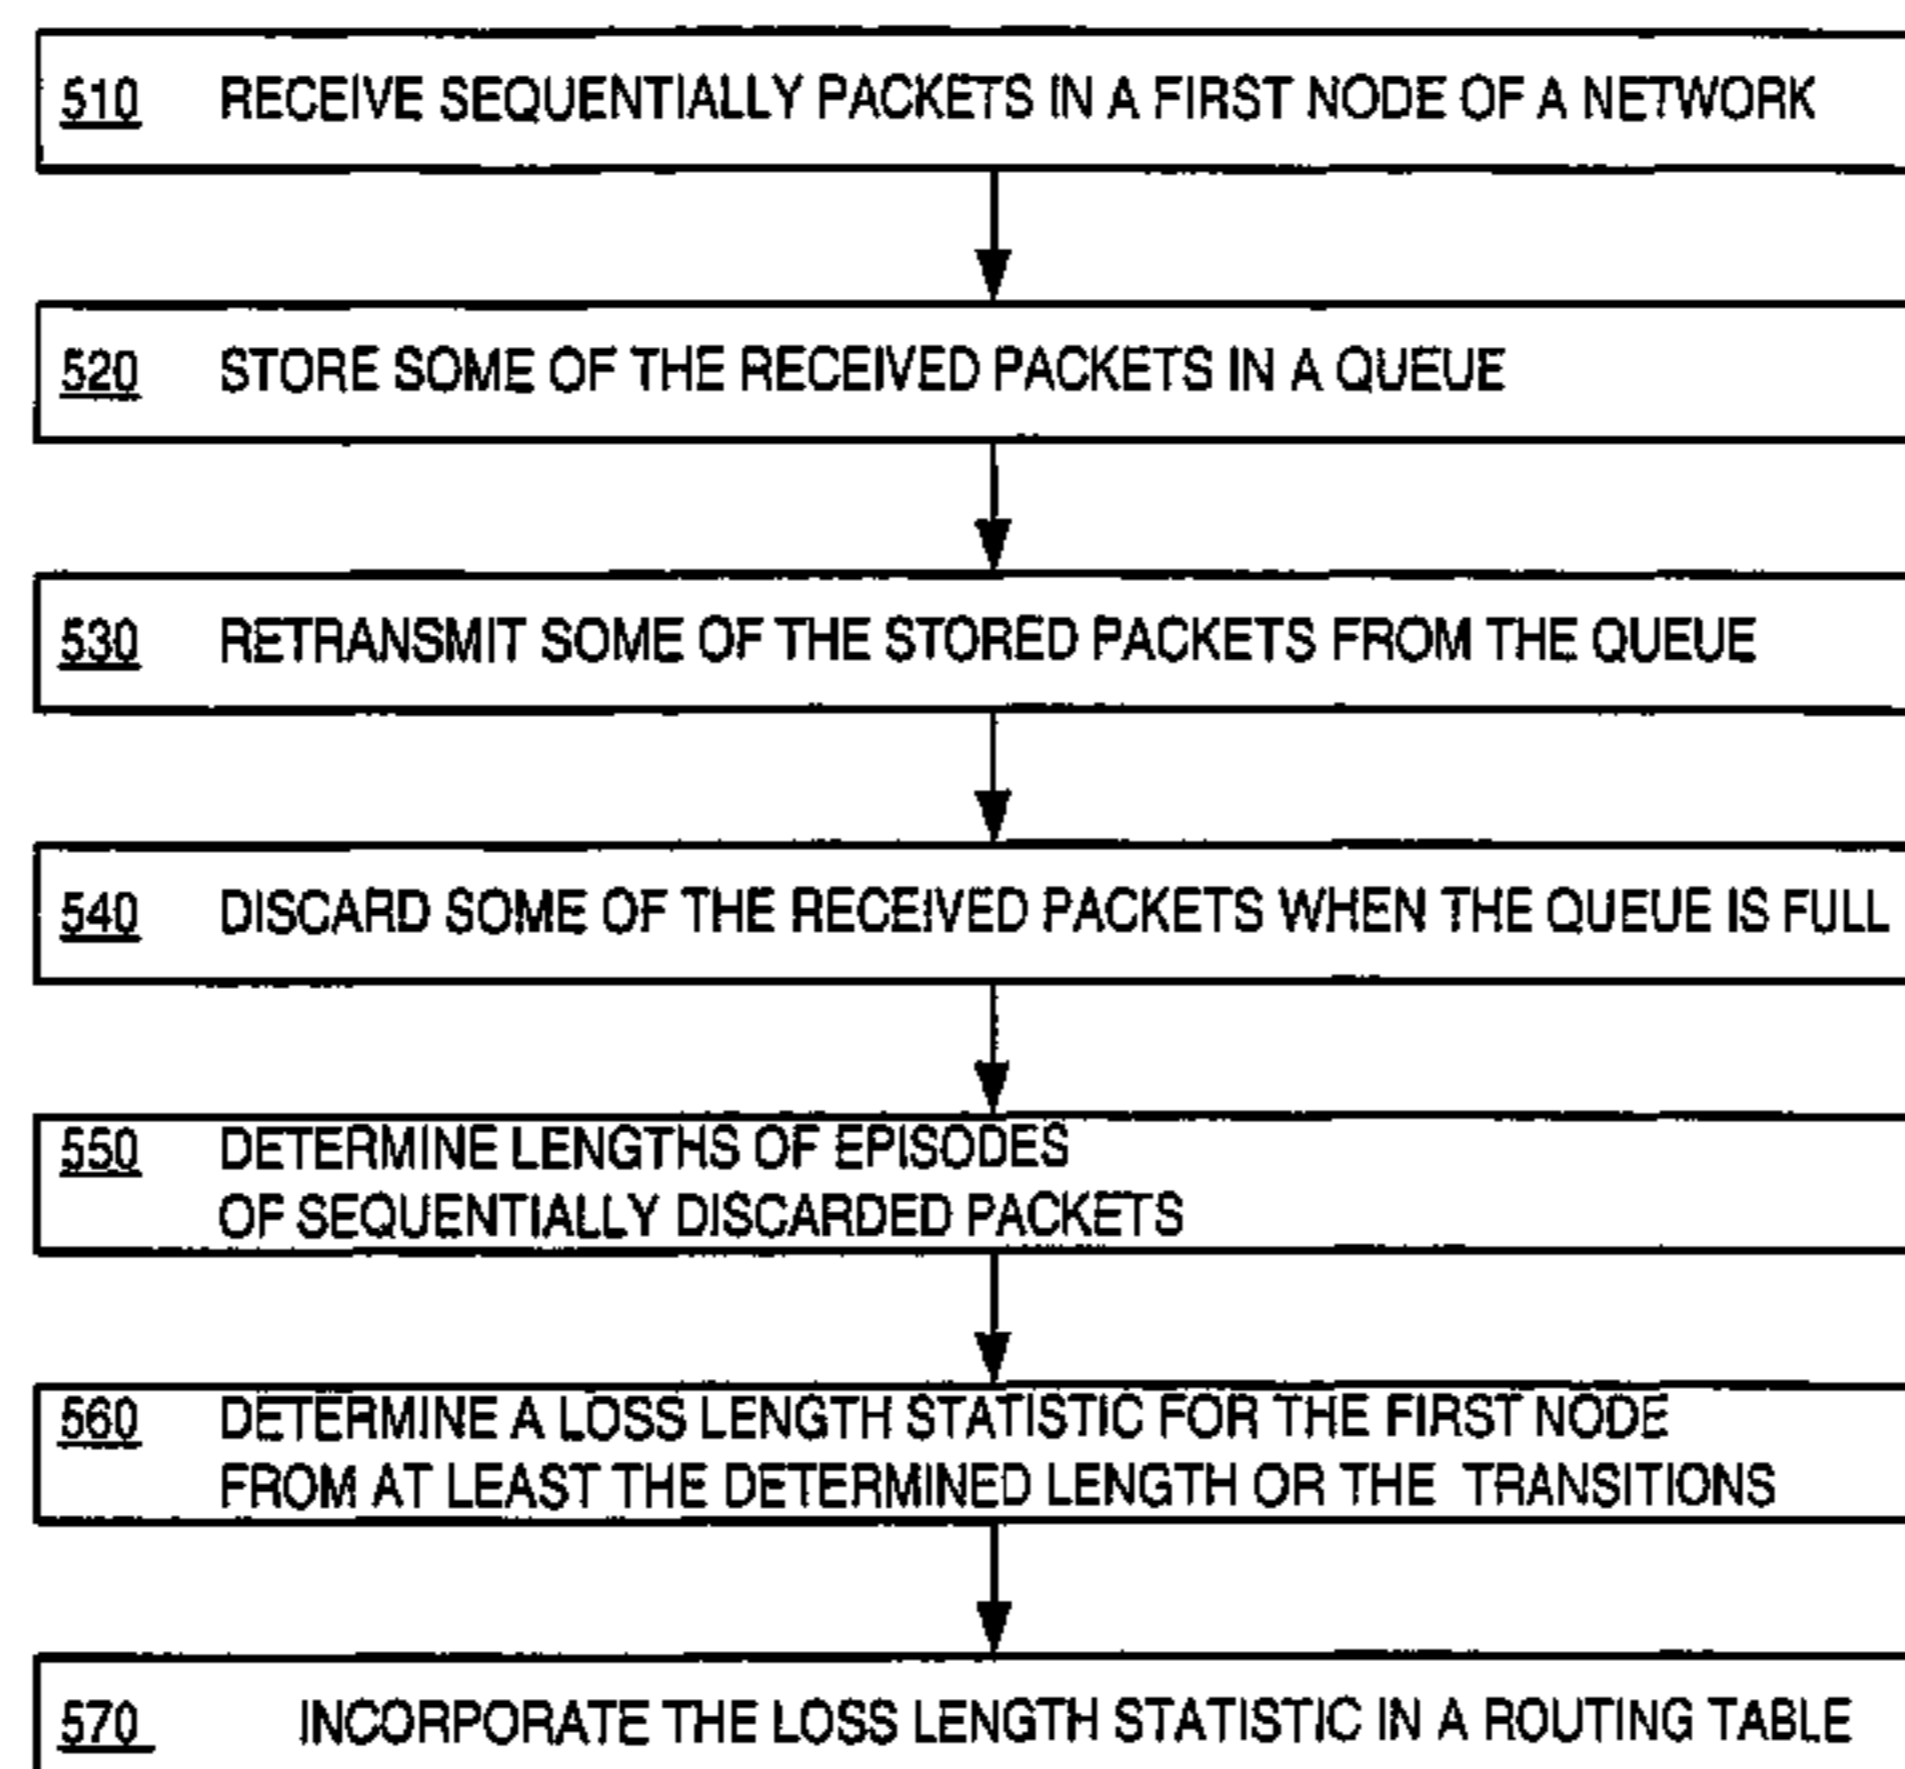 510 RECEIVE SEQUENTIALLY PACKETS IN A FIRST NODE OF A NETWORK
520 STORE SOME OF THE RECEIVED PACKETS IN A QUEUE
530 RETRANSMIT SOME OF THE STORED PACKETS FROM THE QUEUE
540 DISCARD SOME OF THE RECEIVED PACKETS WHEN THE QUEUE IS FULL
550 DETERMINE LENGTHS OF EPISODES
OF SEQUENTIALLY DISCARDED PACKETS
560 DETERMINE A LOSS LENGTH STATISTIC FOR THE FIRST NODE
FROM AT LEAST THE DETERMINED LENGTH OR THE TRANSITIONS
570 INCORPORATE THE LOSS LENGTH STATISTIC IN A ROUTING TABLE